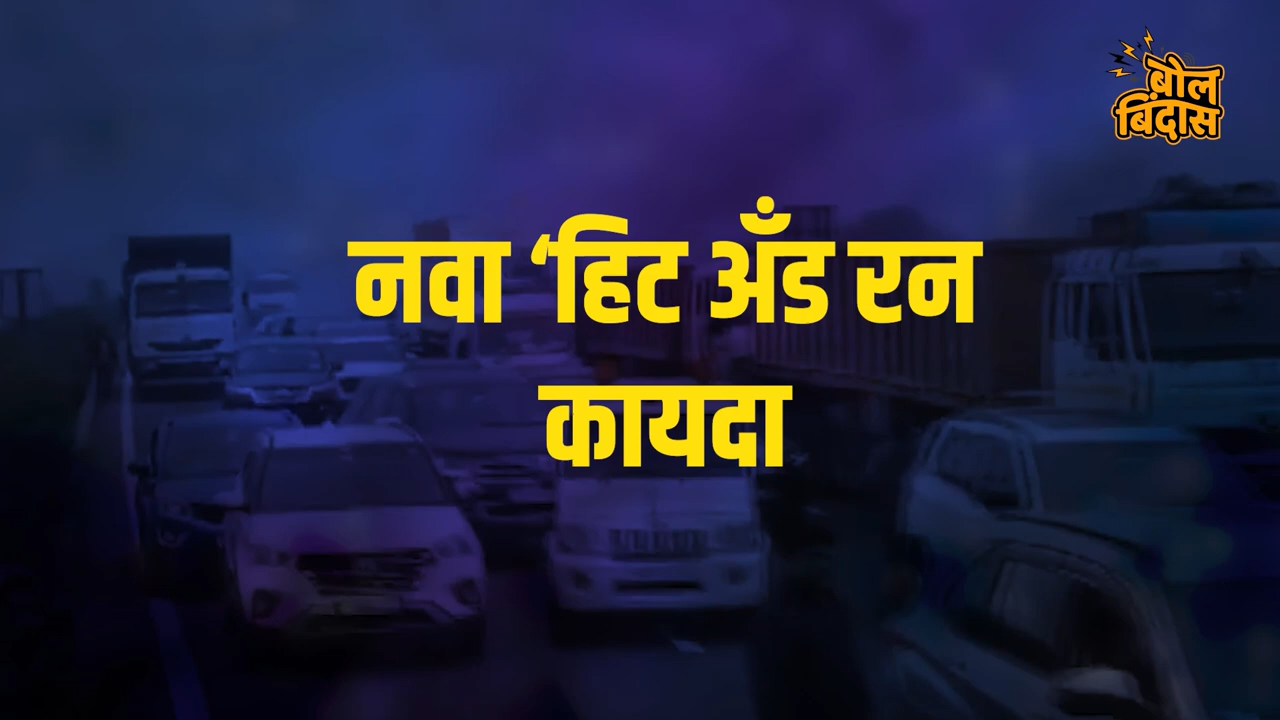 बोल
बिंदास
नवा ‘हिट अँड रन
कायदा